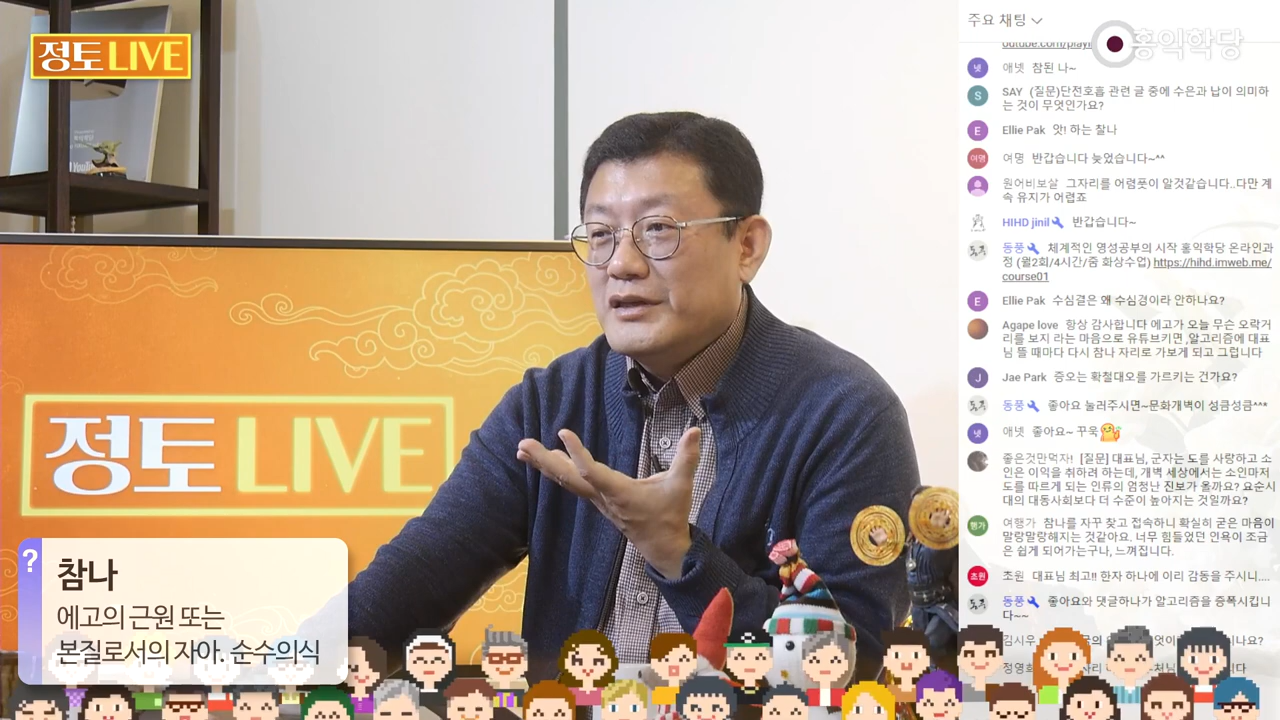 정토 LIVE
정토 LIVE
?
참나
에고의 근원 또는
본질로서의 자아. 순수의식
주요 채팅
홍익학당
넷 애넷 참된 나~
S SAY (질문)단전호흡 관련 글 중에 수은과 납이 의미하
는 것이 무엇인가요?
E Ellie Pak 앗! 하는 찰나
여명 여명 반갑습니다 늦었습니다~^^
원어비보살 그자리를 어렴풋이 알것같습니다..다만 계
속 유지가 어렵죠
HIHD jinil 반갑습니다~
동풍 체계적인 영성공부의 시작 홍익학당 온라인과
정 (월2회/4시간/줌 화상수업) https://hihd.imweb.me/
course01
E Ellie Pak 수심결은 왜 수심경이라 안하나요?
Agape love 항상 감사합니다 에고가 오늘 무슨 오락거
리를 보지 라는 마음으로 유튜브키면 ,알고리즘에 대표
님 뜰 때마다 다시 참나 자리로 가보게 되고 그럽니다
J Jae Park 증오는 확철대오를 가르키는 건가요?
동풍 좋아요 눌러주시면~문화개벽이 성큼성큼^^*
넷 애넷 좋아요~ 꾸욱
좋은것만먹자! [질문] 대표님, 군자는 도를 사랑하고 소
인은 이익을 취하려 하는데, 개벽 세상에서는 소인마저
도를 따르게 되는 인류의 엄청난 진보가 올까요? 요순시
대의 대동사회보다 더 수준이 높아지는 것일까요?
행가 여행가 참나를 자꾸 찾고 접속하니 확실히 굳은 마음이
말랑말랑해지는 것같아요. 너무 힘들었던 인욕이 조금
은 쉽게 되어가는구나, 느껴집니다.
초원 초원 대표님 최고!! 한자 하나에 이리 감동을 주시니....
동풍 좋아요와 댓글하나가 알고리즘을 증폭시킵니
다~~
김시우
정영화